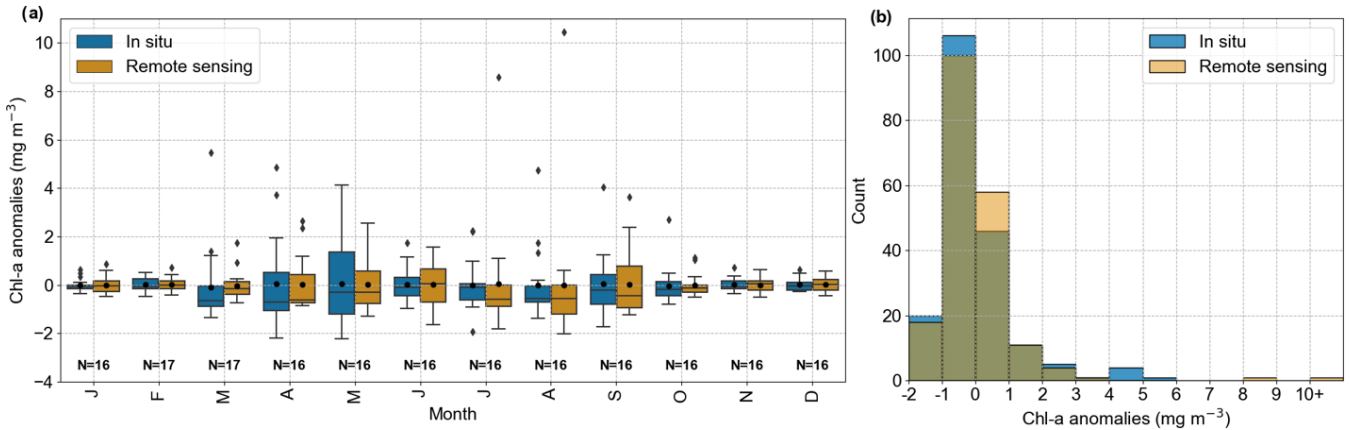 (a)
In situ
Remote sensing
Chl-a anomalies (mg m⁻³)
10
8
6
4
2
0
−2
−4
N=16 N=17 N=17 N=16 N=16 N=16 N=16 N=16 N=16 N=16 N=16 N=16
J F M A M J J A S O N D
Month
(b)
In situ
Remote sensing
Count
100
80
60
40
20
0
-2 -1 0 1 2 3 4 5 6 7 8 9 10+
Chl-a anomalies (mg m⁻³)